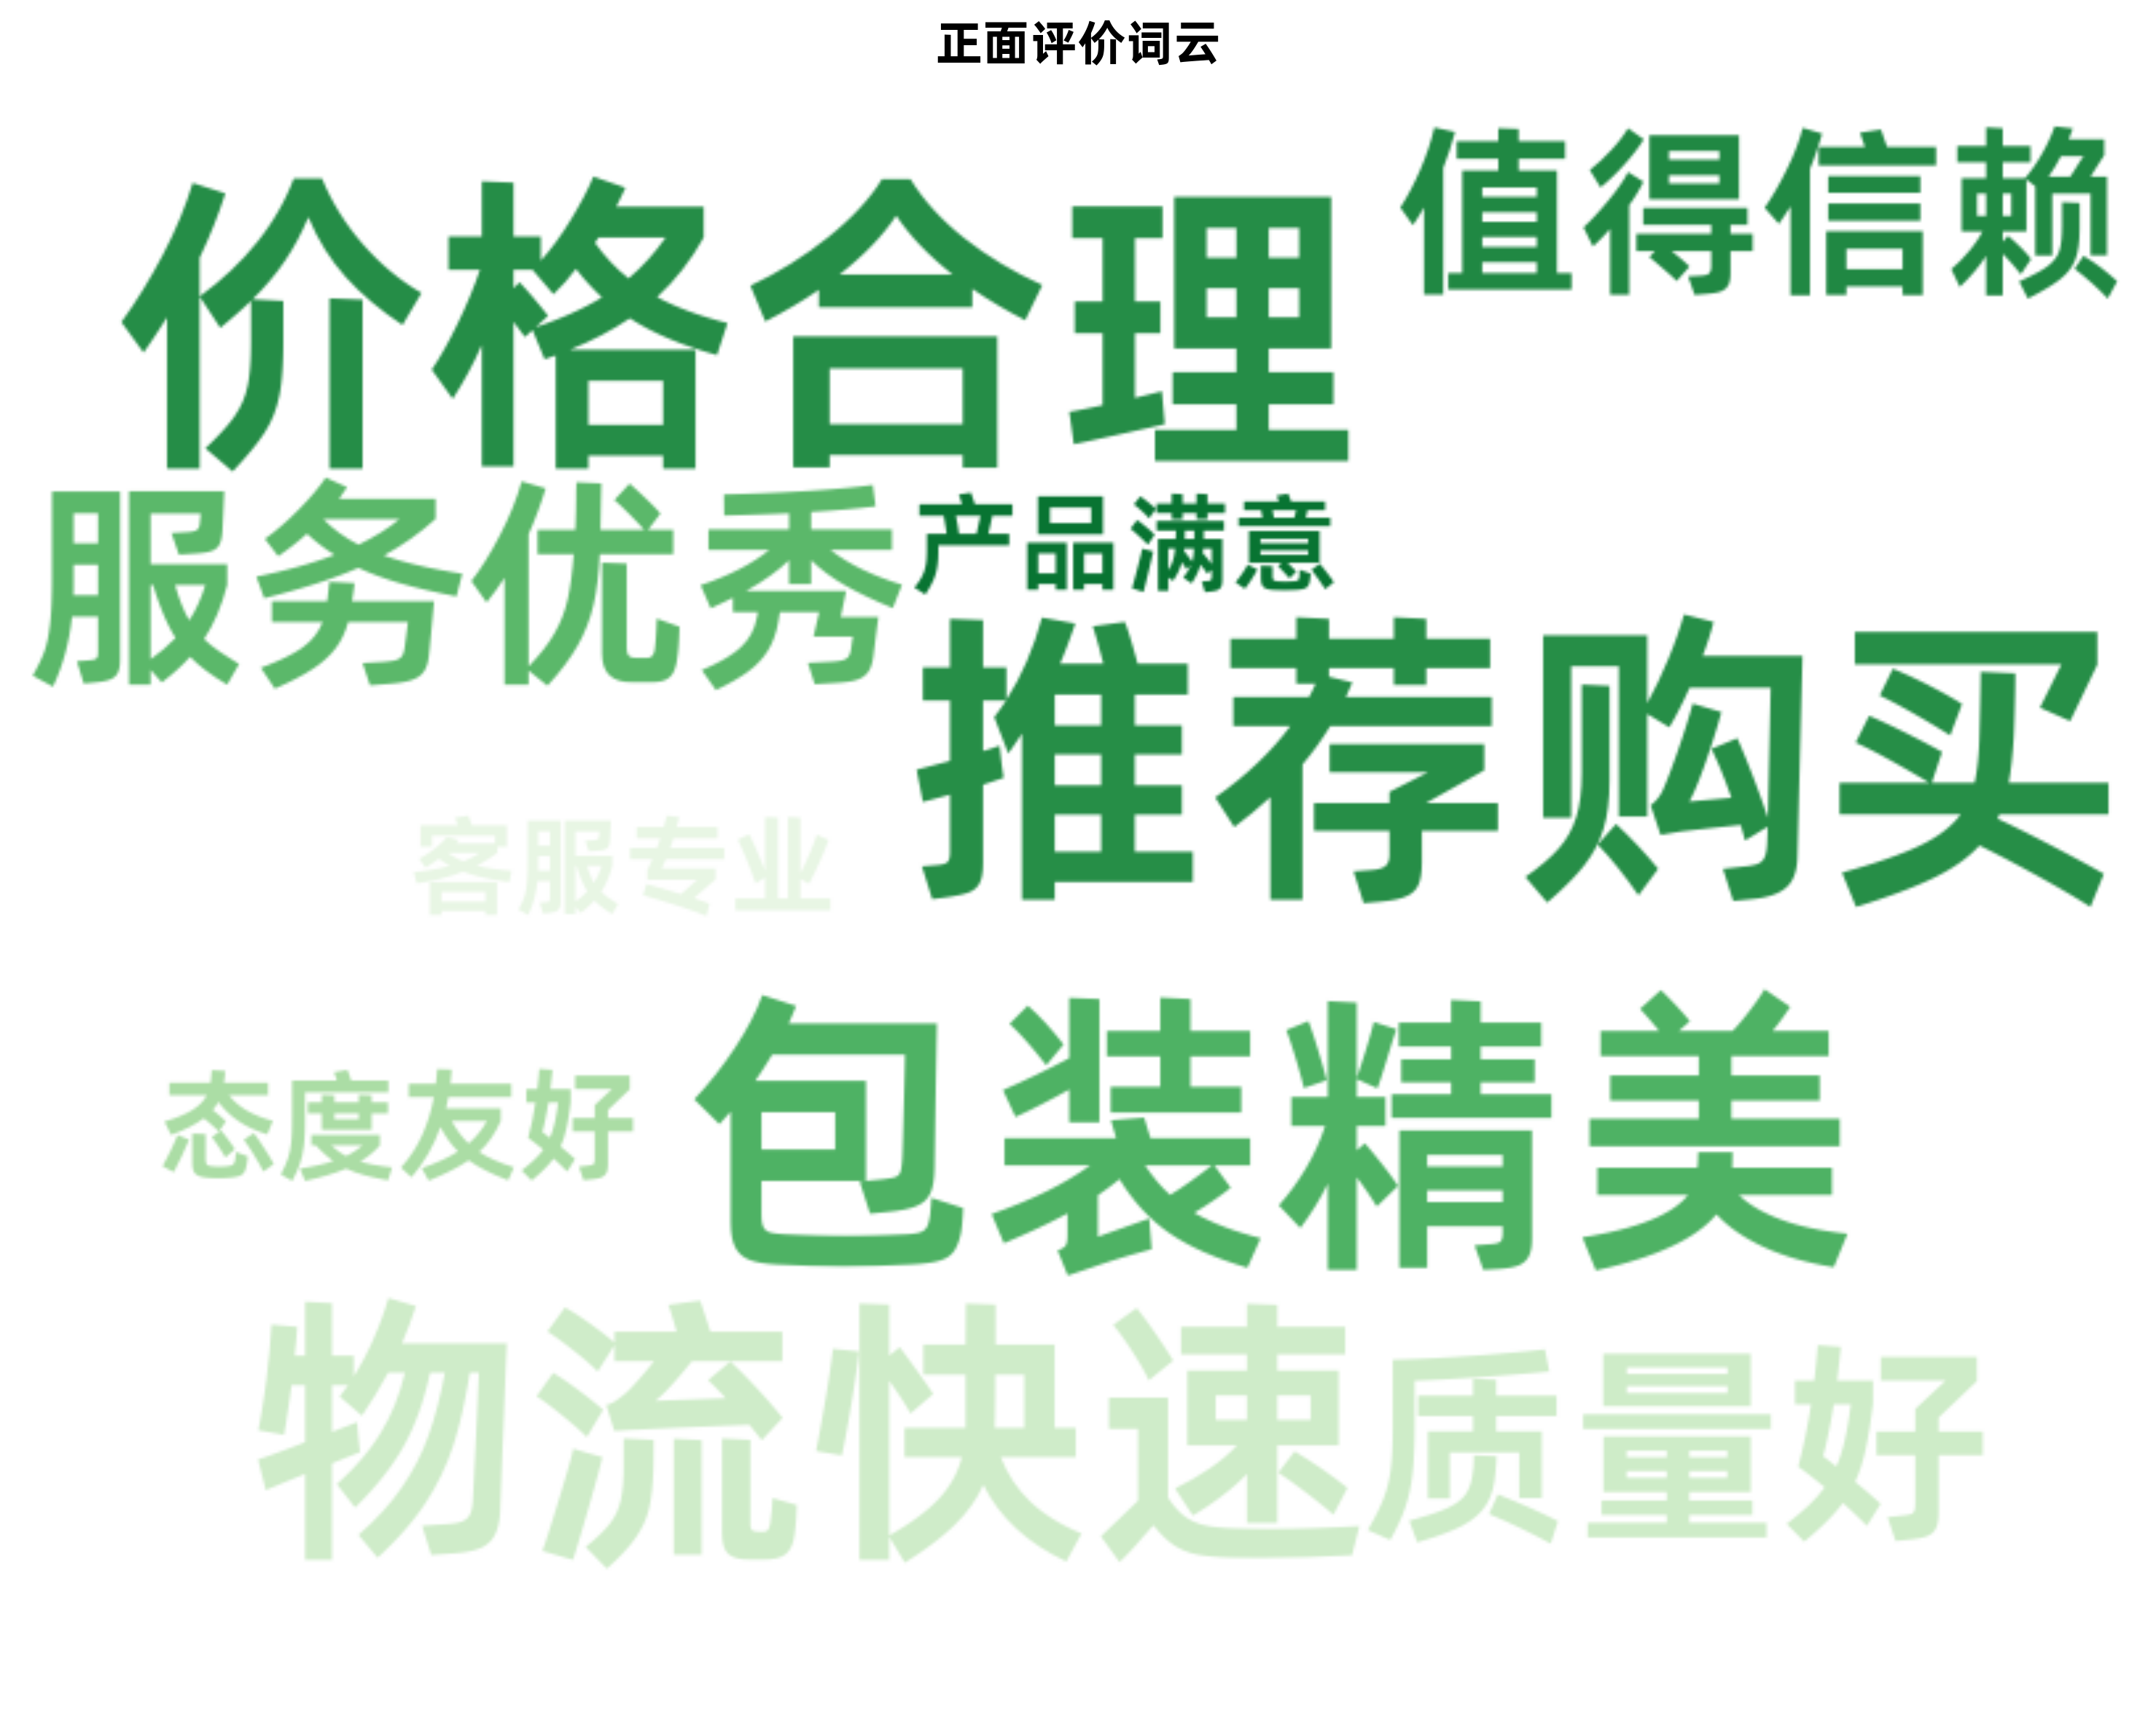 正面评价词云
值得信赖
价格合理
服务优秀
产品满意
推荐购买
客服专业
包装精美
态度友好
物流快速
质量好